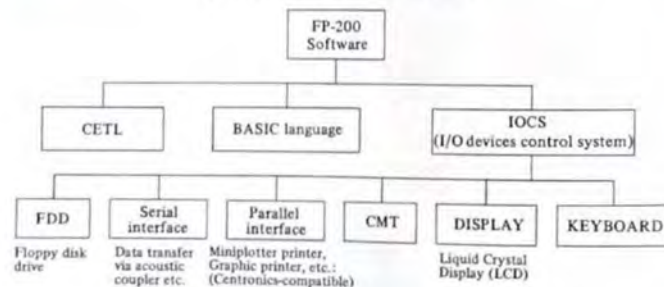 FP-200
Software
CETL
BASIC language
IOCS
(I/O devices control system)
FDD
Serial
interface
Parallel
interface
CMT
DISPLAY
KEYBOARD
Floppy disk
drive
Data transfer
via acoustic
coupler etc.
Miniplotter printer,
Graphic printer, etc.:
(Centronics-compatible)
Liquid Crystal
Display (LCD)